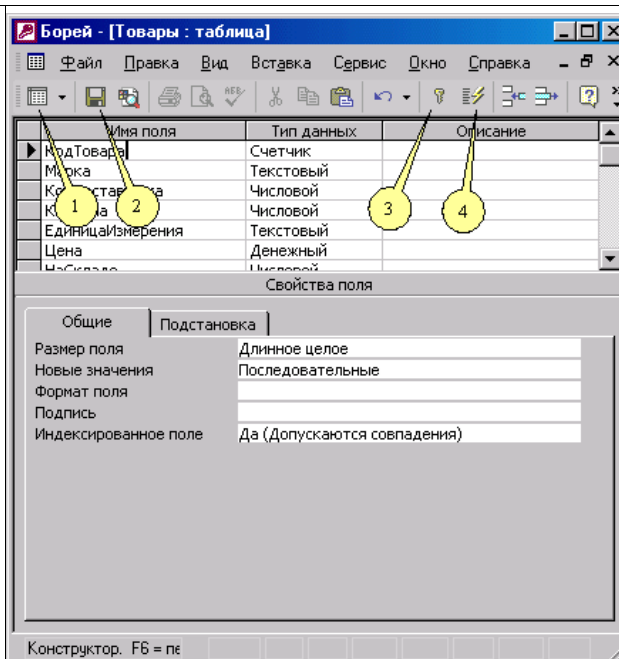 Борей - [Товары : таблица]
Файл Правка Вид Вставка Сервис Окно Справка
Имя поля Тип данных Описание
КодТовара Счетчик
Марка Текстовый
Числовой
Числовой
ЕдиницаИзмерения Текстовый
Цена Денежный
НаСкладе Числовой
1 2 3 4
Свойства поля
Общие Подстановка
Размер поля Длинное целое
Новые значения Последовательные
Формат поля
Подпись
Индексированное поле Да (Допускаются совпадения)
Конструктор. F6 = пе